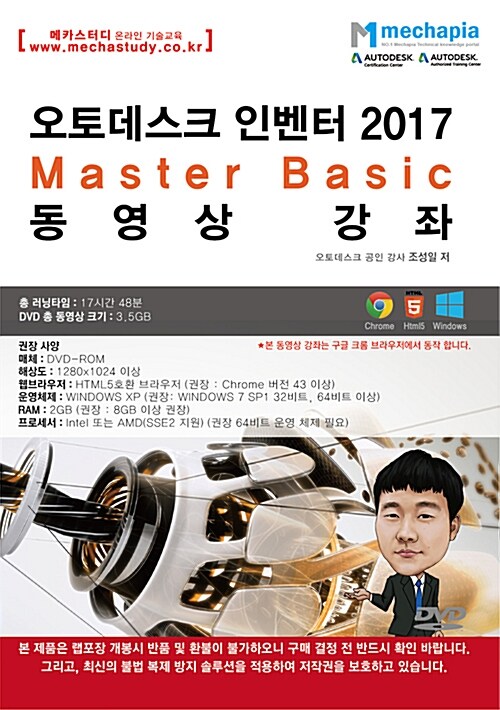 메카스터디 온라인 기술교육
www.mechastudy.co.kr
mechapia
NO.1 Mechapia Technical knowledge portal
AUTODESK. AUTODESK.
Certification Center Authorized Training Center
오토데스크 인벤터 2017
Master Basic
동영상 강좌
오토데스크 공인 강사 조성일 저
총 러닝타임 : 17시간 48분
DVD 총 동영상 크기 : 3.5GB
HTML
5
Chrome Html5 Windows
권장 사양
★본 동영상 강좌는 구글 크롬 브라우저에서 동작 합니다.
매체 : DVD-ROM
해상도 : 1280x1024 이상
웹브라우저 : HTML5호환 브라우저 (권장 : Chrome 버전 43 이상)
운영체제 : WINDOWS XP (권장: WINDOWS 7 SP1 32비트, 64비트 이상)
RAM : 2GB (권장 : 8GB 이상 권장)
프로세서 : Intel 또는 AMD(SSE2 지원) (권장 64비트 운영 체제 필요)
DVD
본 제품은 랩포장 개봉시 반품 및 환불이 불가하오니 구매 결정 전 반드시 확인 바랍니다.
그리고, 최신의 불법 복제 방지 솔루션을 적용하여 저작권을 보호하고 있습니다.